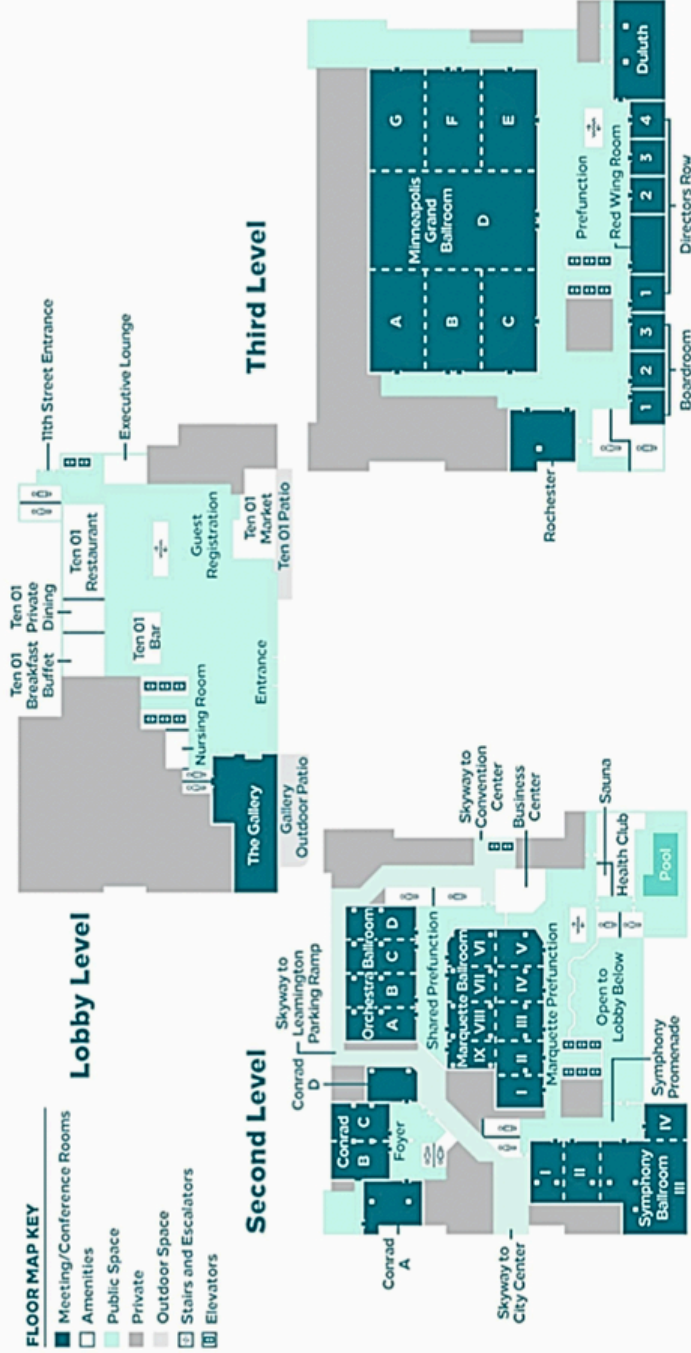 FLOOR MAP KEY
Meeting/Conference Rooms
Amenities
Public Space
Private
Outdoor Space
Stairs and Escalators
Elevators
Lobby Level
Ten 01
Breakfast
Buffet
Ten 01
Private
Dining
Ten 01
Restaurant
11th Street Entrance
Executive Lounge
Ten 01
Bar
Guest
Registration
Nursing Room
Ten 01
Market
Ten 01 Patio
Entrance
The Gallery
Gallery
Outdoor Patio
Second Level
Conrad
A
Conrad
B
C
Conrad
D
Foyer
Skyway to
Leamington
Parking Ramp
Orchestra Ballroom
A
B
C
D
Shared Prefunction
Skyway to
Convention
Center
Business
Center
Marquette Ballroom
IX
VIII
VII
VI
I
II
III
IV
V
Marquette Prefunction
Skyway to
City Center
Symphony
Ballroom
I
II
III
IV
Open to
Lobby Below
Symphony
Promenade
Sauna
Health Club
Pool
Third Level
Minneapolis
Grand
Ballroom
A
B
C
D
G
F
E
Rochester
Prefunction
Red Wing Room
Duluth
1
2
3
1
2
3
4
Boardroom
Directors Row